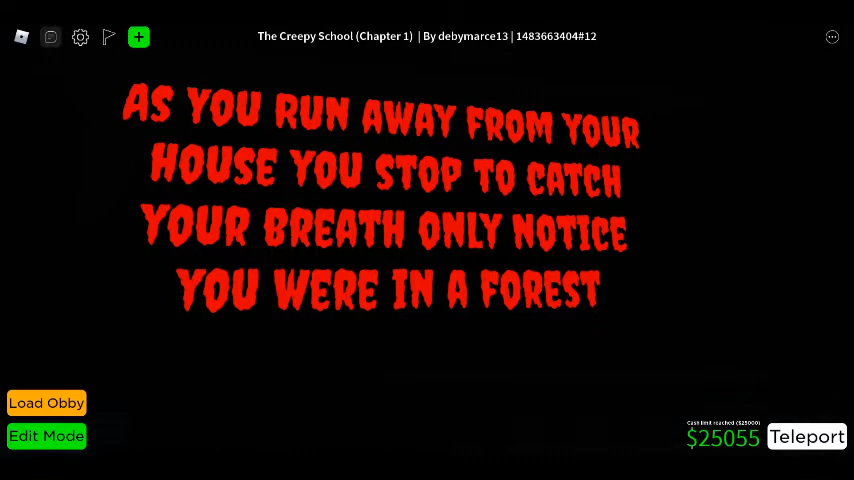 The Creepy School (Chapter 1) | By debymarce13 | 1483663404#12
AS YOU RUN AWAY FROM YOUR
HOUSE YOU STOP TO CATCH
YOUR BREATH ONLY NOTICE
YOU WERE IN A FOREST
Load Obby
Edit Mode
Cash limit reached ($25000)
$25055
Teleport